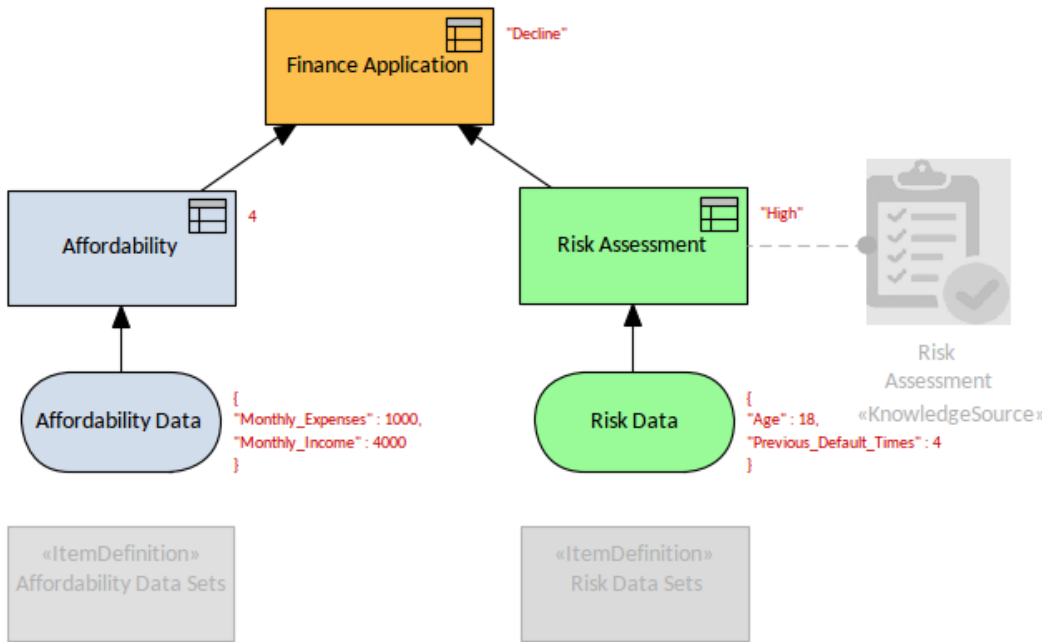 Finance Application
"Decline"
Affordability
4
Risk Assessment
"High"
Risk
Assessment
«KnowledgeSource»
Affordability Data
{
"Monthly_Expenses" : 1000,
"Monthly_Income" : 4000
}
Risk Data
{
"Age" : 18,
"Previous_Default_Times" : 4
}
«ItemDefinition»
Affordability Data Sets
«ItemDefinition»
Risk Data Sets